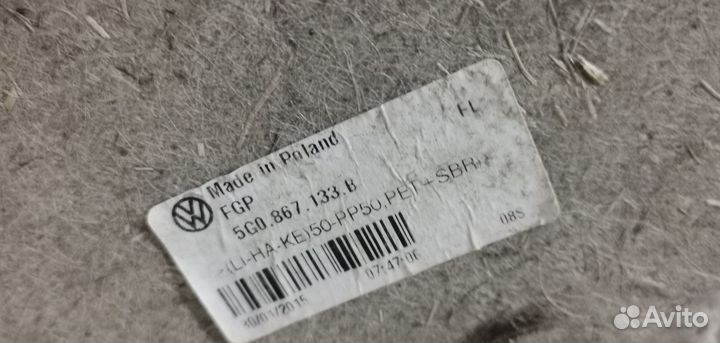 Made in Poland
FL
FGP
5G0.867.133.B
>(LI-HA-KE)50-PP50,PET+SBR<
08S
30/01/2015
07:47:06
Avito